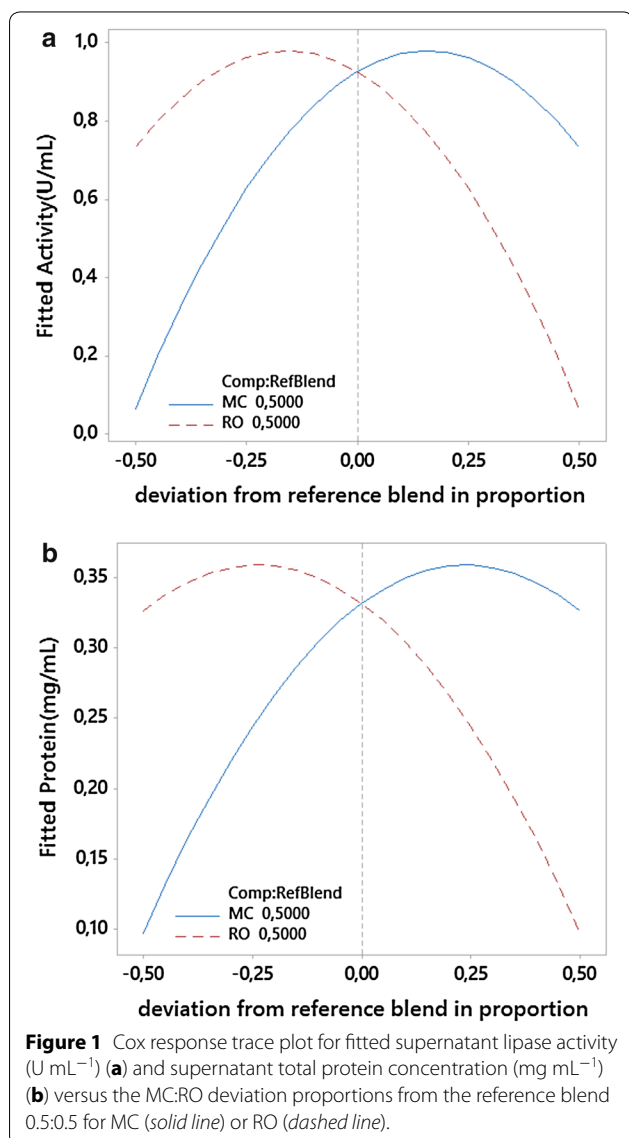 a
Fitted Activity(U/mL)
1,0
0,8
0,6
0,4
0,2
0,0
Comp:RefBlend
MC 0,5000
RO 0,5000
-0,50 -0,25 0,00 0,25 0,50
deviation from reference blend in proportion
b
Fitted Protein(mg/mL)
0,35
0,30
0,25
0,20
0,15
0,10
Comp:RefBlend
MC 0,5000
RO 0,5000
-0,50 -0,25 0,00 0,25 0,50
deviation from reference blend in proportion
Figure 1 Cox response trace plot for fitted supernatant lipase activity
(U mL⁻¹) (a) and supernatant total protein concentration (mg mL⁻¹)
(b) versus the MC:RO deviation proportions from the reference blend
0.5:0.5 for MC (solid line) or RO (dashed line).